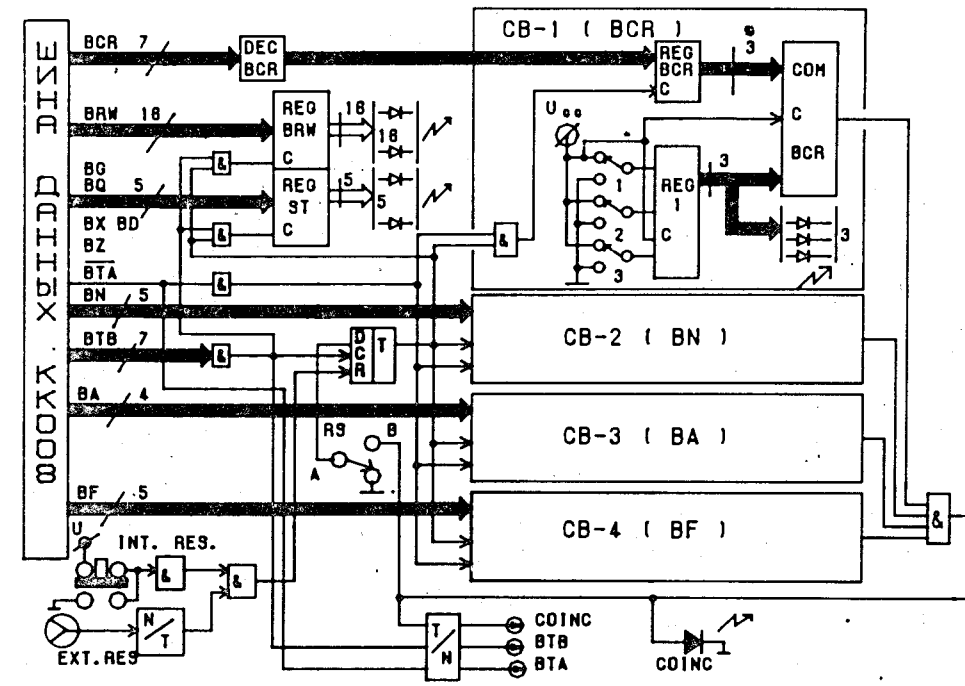 ШИНА ДАННЫХ . КК008
BCR 7
DEC
BCR
CB-1 ( BCR )
REG
BCR
C
3
COM
C
BCR
BRW 16
REG
BRW
C
16
16
&
BG
BQ 5
BX BD
BZ
REG
ST
C
5
5
&
U
1
2
3
REG
1
C
3
3
&
BTA
&
BN 5
CB-2 ( BN )
BTB 7
&
D
C
R
T
BA 4
CB-3 ( BA )
RS
A
B
BF 5
CB-4 ( BF )
&
U
INT. RES.
&
&
N/T
EXT.RES
T/N
COINC
BTB
BTA
COINC